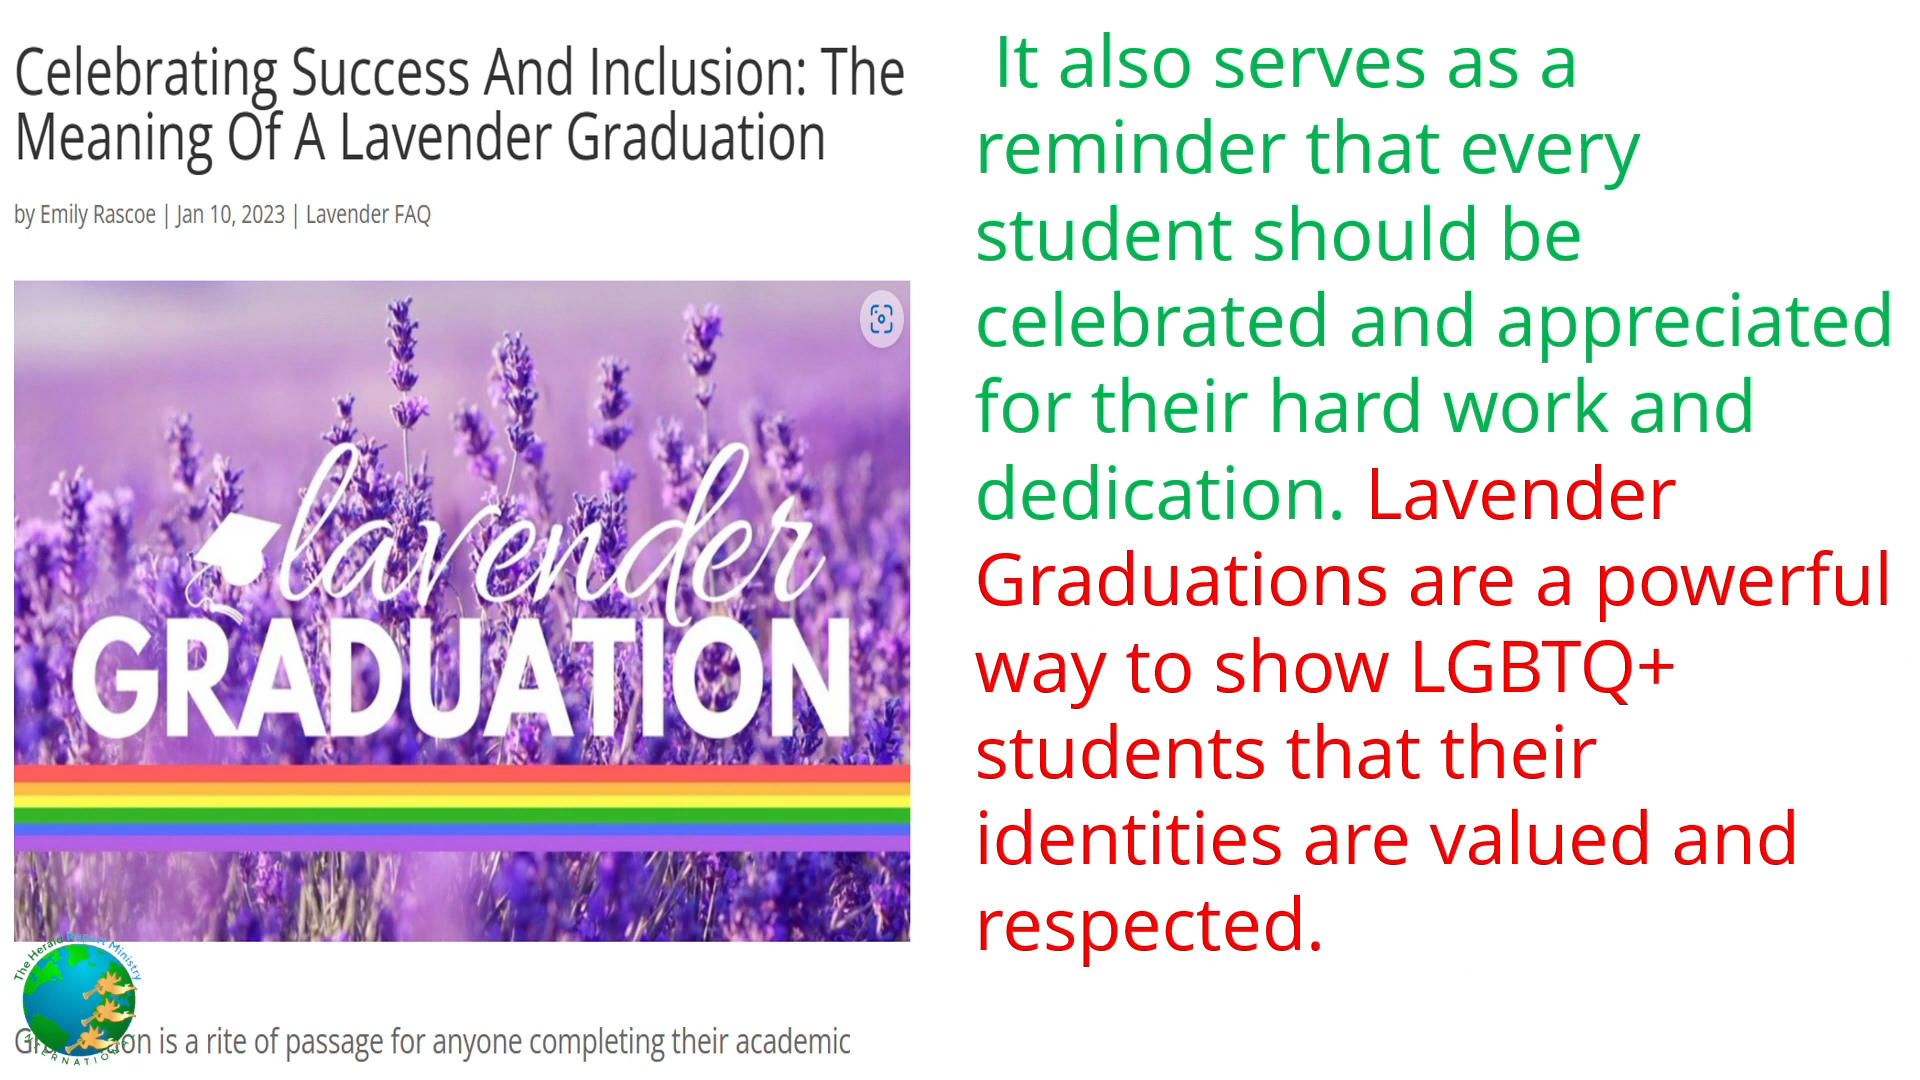 Celebrating Success And Inclusion: The
Meaning Of A Lavender Graduation
by Emily Rascoe | Jan 10, 2023 | Lavender FAQ
lavender
GRADUATION
The Herald Report Ministry
INTERNATIONAL
is a rite of passage for anyone completing their academic
It also serves as a
reminder that every
student should be
celebrated and appreciated
for their hard work and
dedication. Lavender
Graduations are a powerful
way to show LGBTQ+
students that their
identities are valued and
respected.